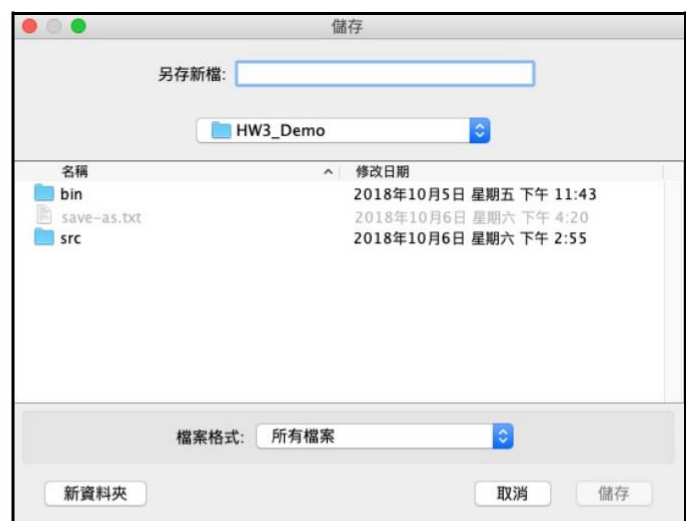 儲存
另存新檔:
HW3_Demo
名稱 修改日期
bin 2018年10月5日 星期五 下午 11:43
save-as.txt 2018年10月6日 星期六 下午 4:20
src 2018年10月6日 星期六 下午 2:55
檔案格式: 所有檔案
新資料夾 取消 儲存